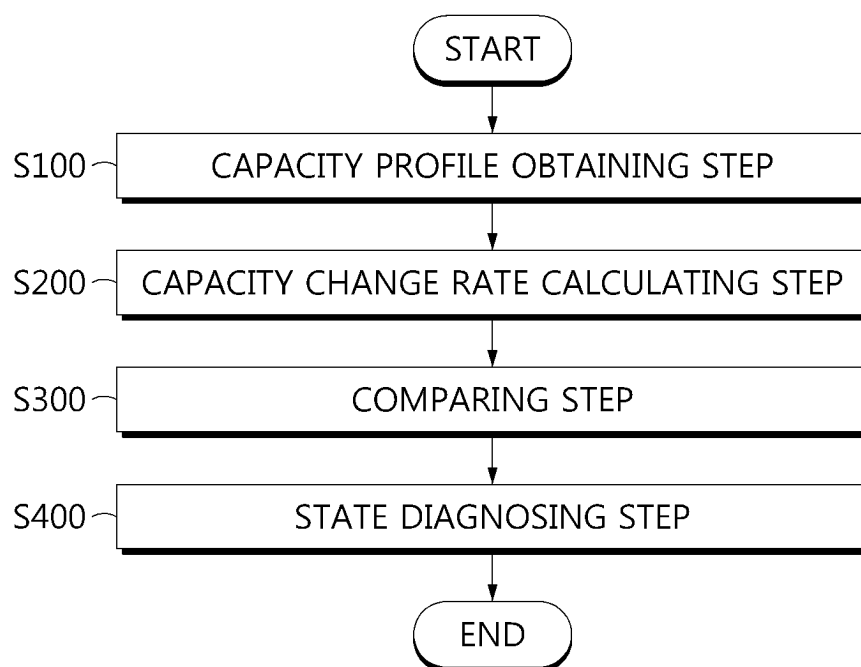 START
S100 CAPACITY PROFILE OBTAINING STEP
S200 CAPACITY CHANGE RATE CALCULATING STEP
S300 COMPARING STEP
S400 STATE DIAGNOSING STEP
END